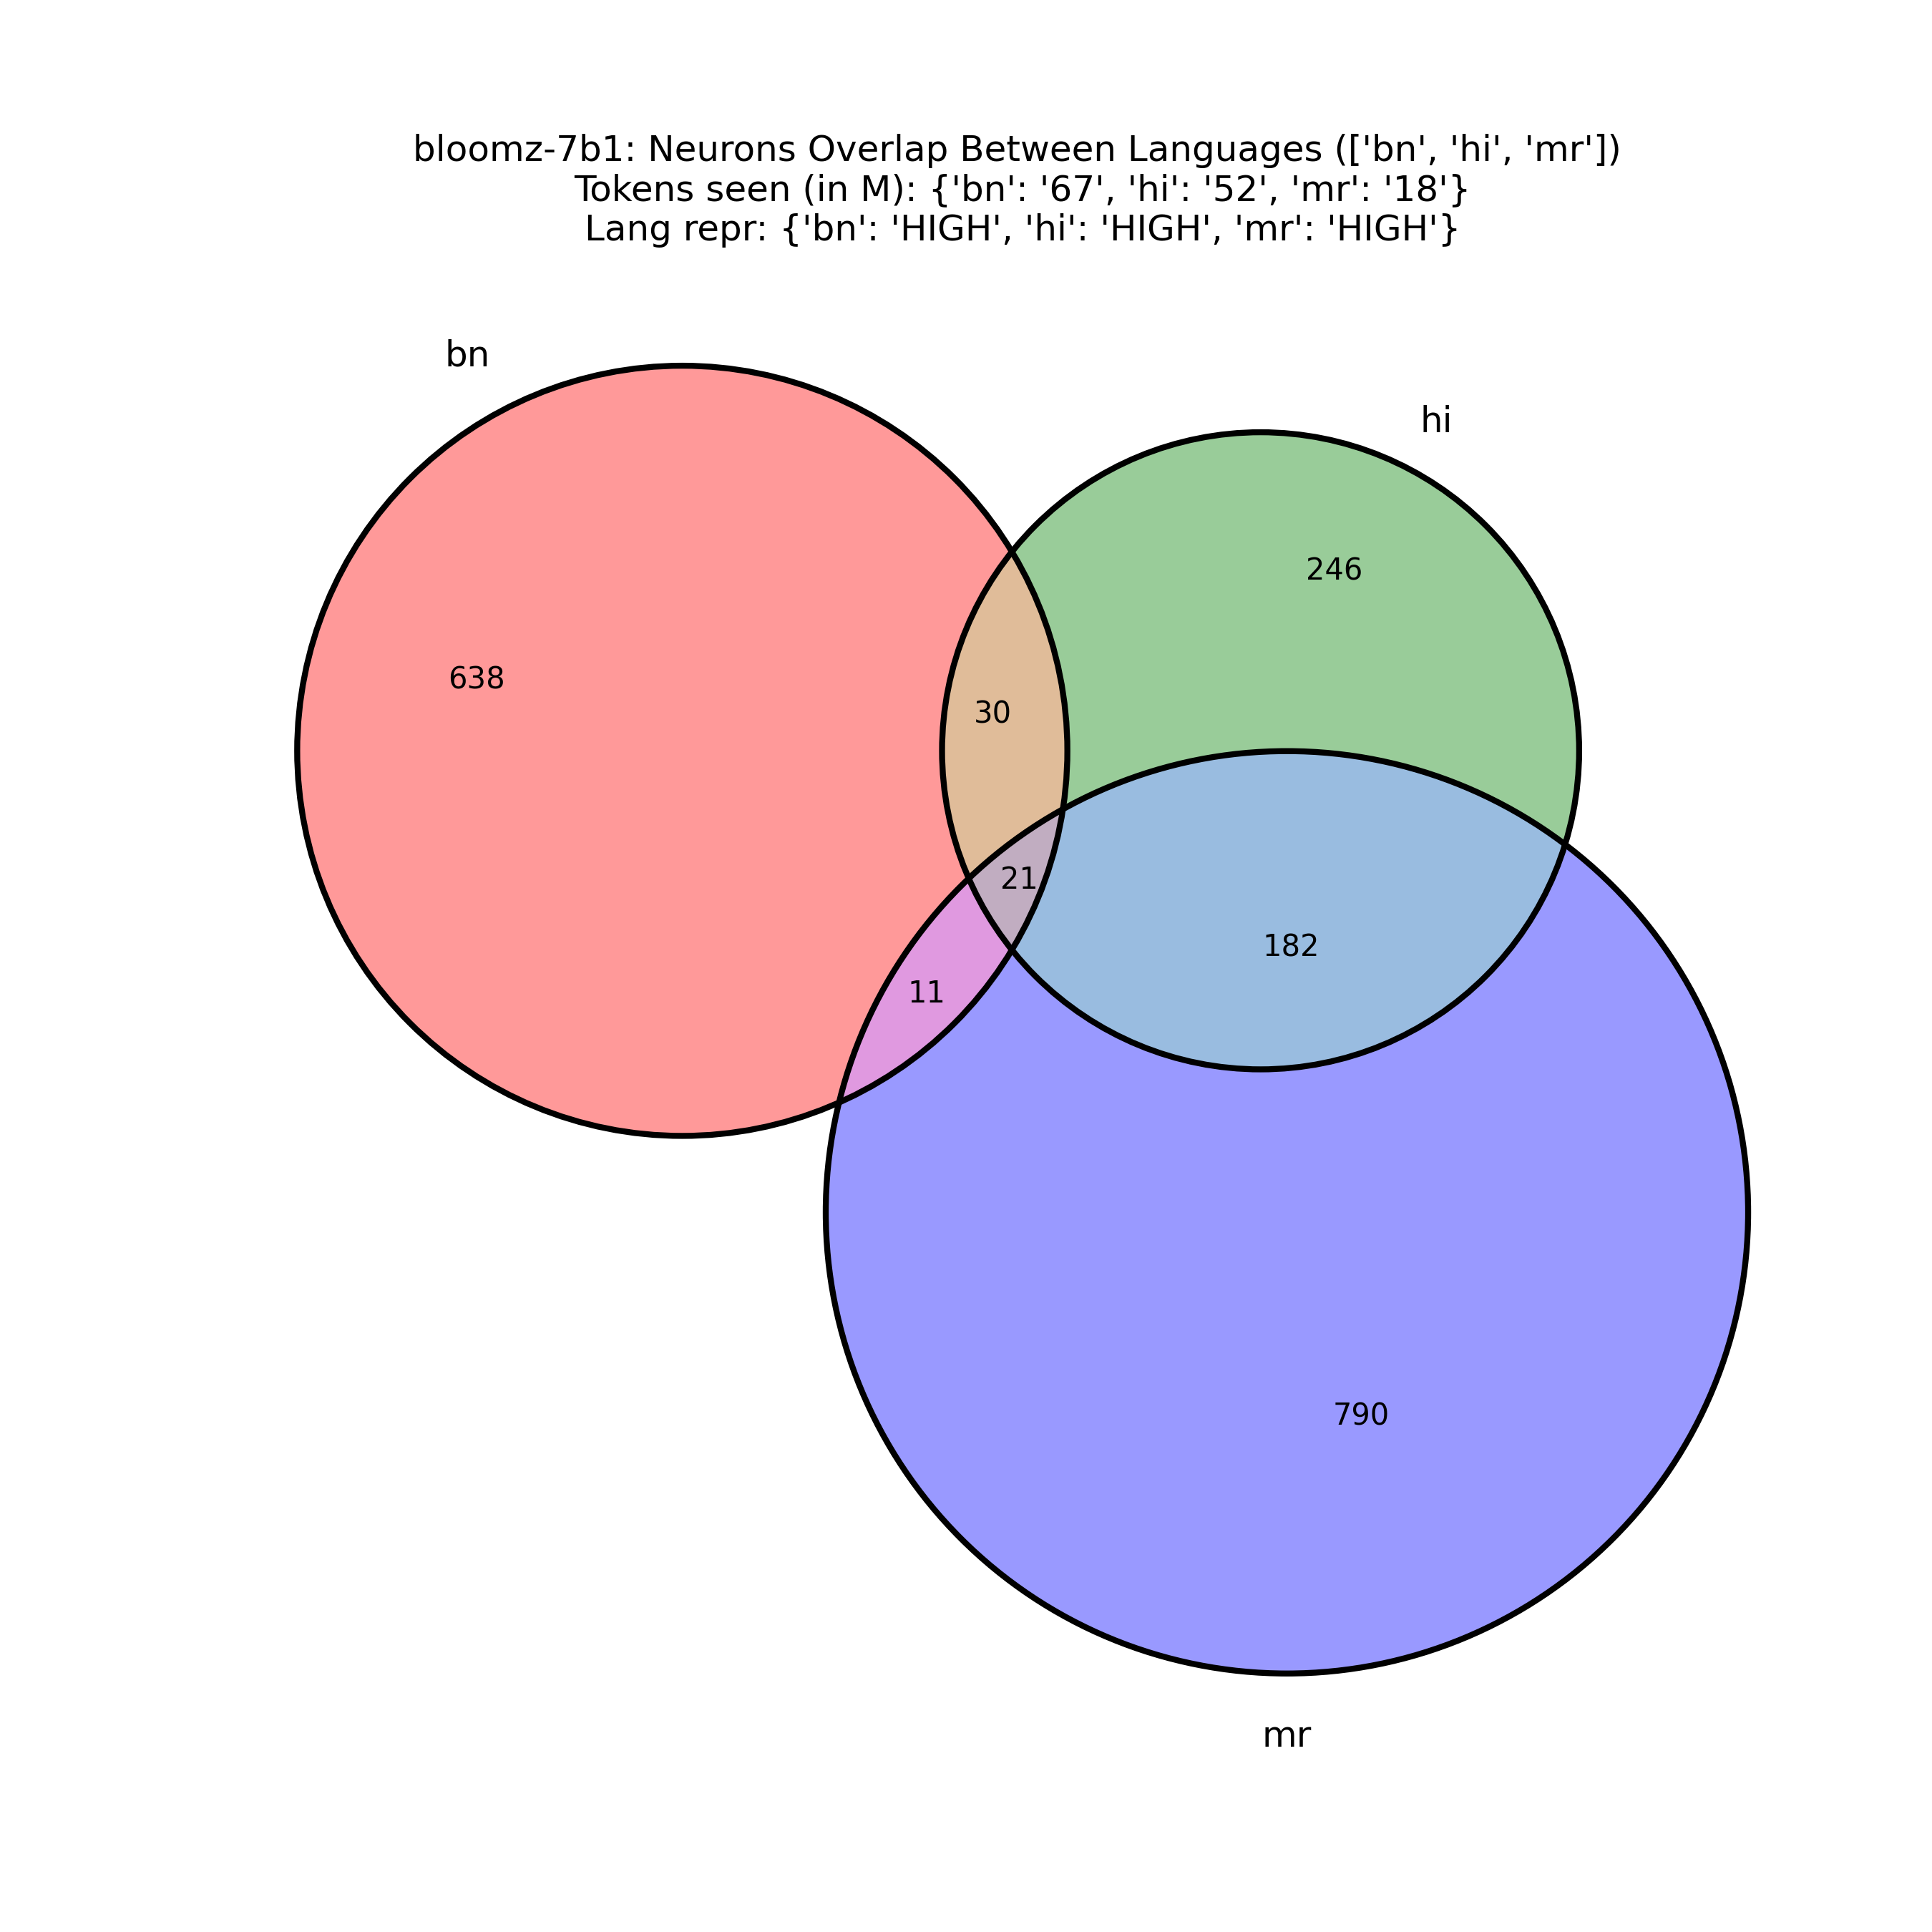 bloomz-7b1: Neurons Overlap Between Languages (['bn', 'hi', 'mr'])
Tokens seen (in M): {'bn': '67', 'hi': '52', 'mr': '18'}
Lang repr: {'bn': 'HIGH', 'hi': 'HIGH', 'mr': 'HIGH'}
bn
hi
246
638
30
21
182
11
790
mr